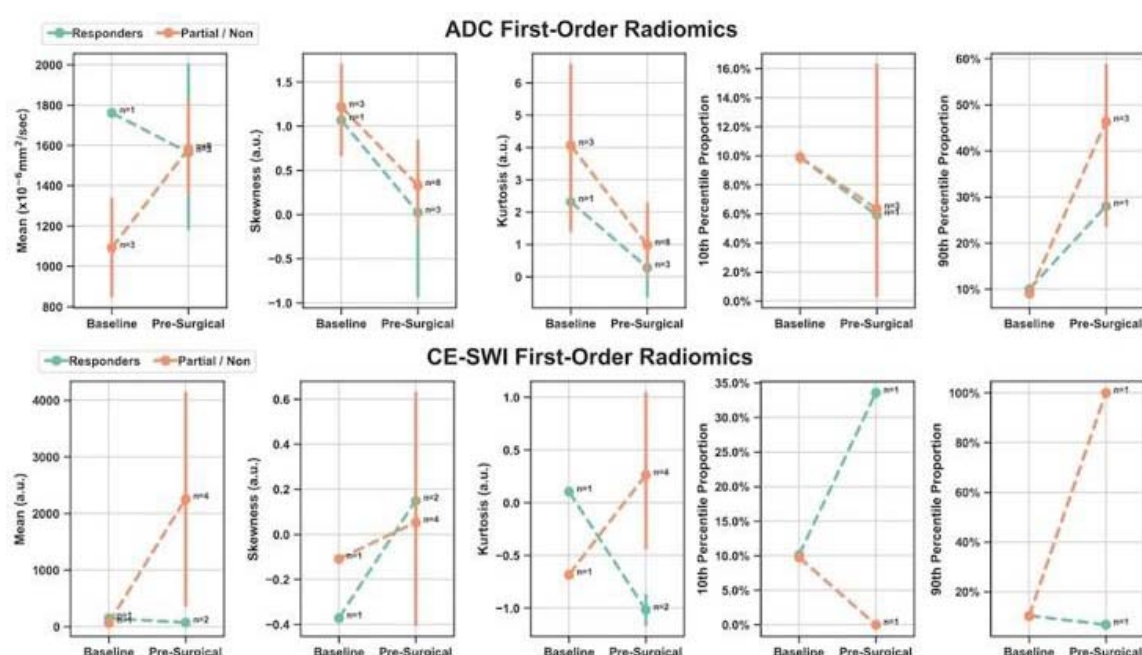 Responders Partial / Non
ADC First-Order Radiomics
Mean (x10⁻⁶mm²/sec)
2000
1800
1600
1400
1200
1000
800
n=1
n=3
n=3
Baseline Pre-Surgical
Skewness (a.u.)
1.5
1.0
0.5
0.0
−0.5
−1.0
n=3
n=1
n=8
n=3
Baseline Pre-Surgical
Kurtosis (a.u.)
6
5
4
3
2
1
0
n=3
n=1
n=8
n=3
Baseline Pre-Surgical
10th Percentile Proportion
16.0%
14.0%
12.0%
10.0%
8.0%
6.0%
4.0%
2.0%
0.0%
n=3
n=1
Baseline Pre-Surgical
90th Percentile Proportion
60%
50%
40%
30%
20%
10%
n=3
n=1
Baseline Pre-Surgical
Responders Partial / Non
CE-SWI First-Order Radiomics
Mean (a.u.)
4000
3000
2000
1000
0
n=1
n=1
n=4
n=2
Baseline Pre-Surgical
Skewness (a.u.)
0.6
0.4
0.2
0.0
−0.2
−0.4
n=1
n=1
n=2
n=4
Baseline Pre-Surgical
Kurtosis (a.u.)
1.0
0.5
0.0
−0.5
−1.0
n=1
n=1
n=4
n=2
Baseline Pre-Surgical
10th Percentile Proportion
35.0%
30.0%
25.0%
20.0%
15.0%
10.0%
5.0%
0.0%
n=1
n=1
Baseline Pre-Surgical
90th Percentile Proportion
100%
80%
60%
40%
20%
n=1
n=1
Baseline Pre-Surgical